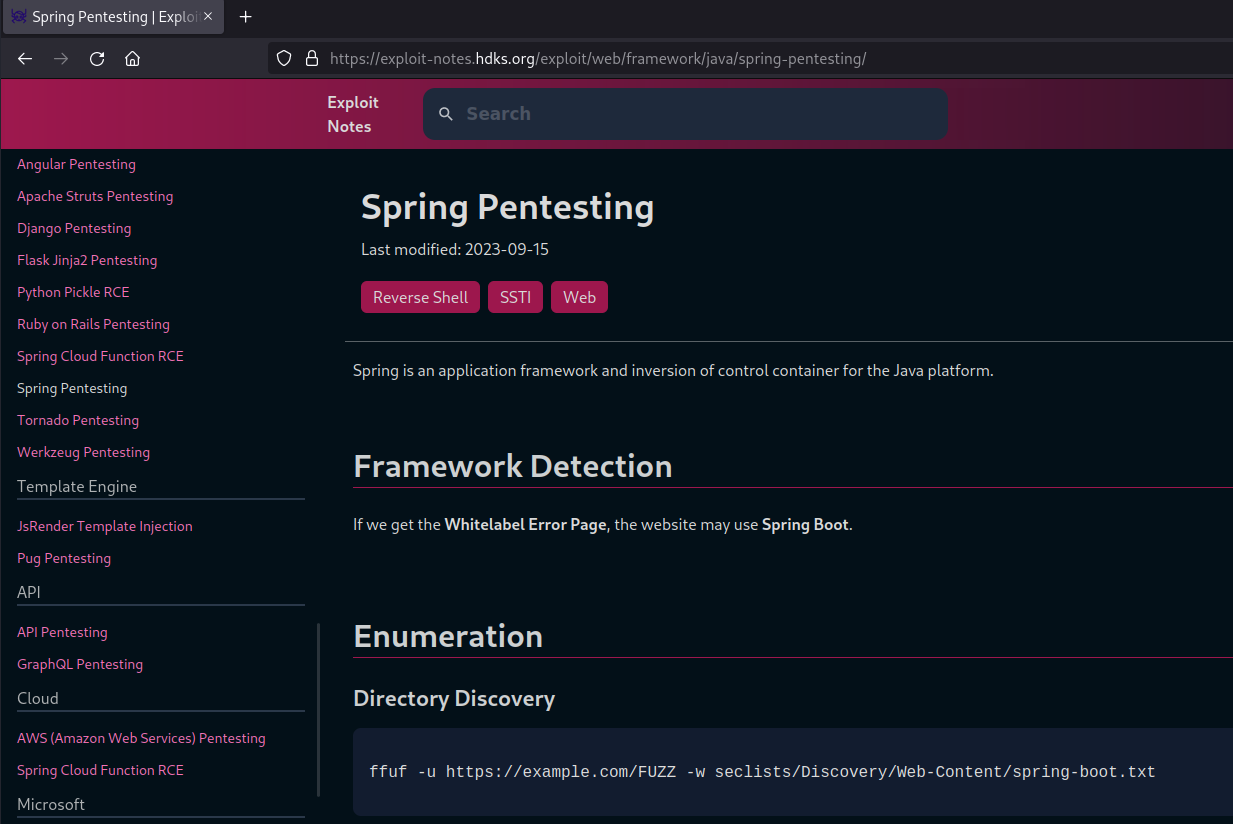 Spring Pentesting | Explo
https://exploit-notes.hdks.org/exploit/web/framework/java/spring-pentesting/
Exploit
Notes
Search
Angular Pentesting
Apache Struts Pentesting
Django Pentesting
Flask Jinja2 Pentesting
Python Pickle RCE
Ruby on Rails Pentesting
Spring Cloud Function RCE
Spring Pentesting
Tornado Pentesting
Werkzeug Pentesting
Template Engine
JsRender Template Injection
Pug Pentesting
API
API Pentesting
GraphQL Pentesting
Cloud
AWS (Amazon Web Services) Pentesting
Spring Cloud Function RCE
Microsoft
Spring Pentesting
Last modified: 2023-09-15
Reverse Shell SSTI Web
Spring is an application framework and inversion of control container for the Java platform.
Framework Detection
If we get the Whitelabel Error Page, the website may use Spring Boot.
Enumeration
Directory Discovery
ffuf -u https://example.com/FUZZ -w seclists/Discovery/Web-Content/spring-boot.txt